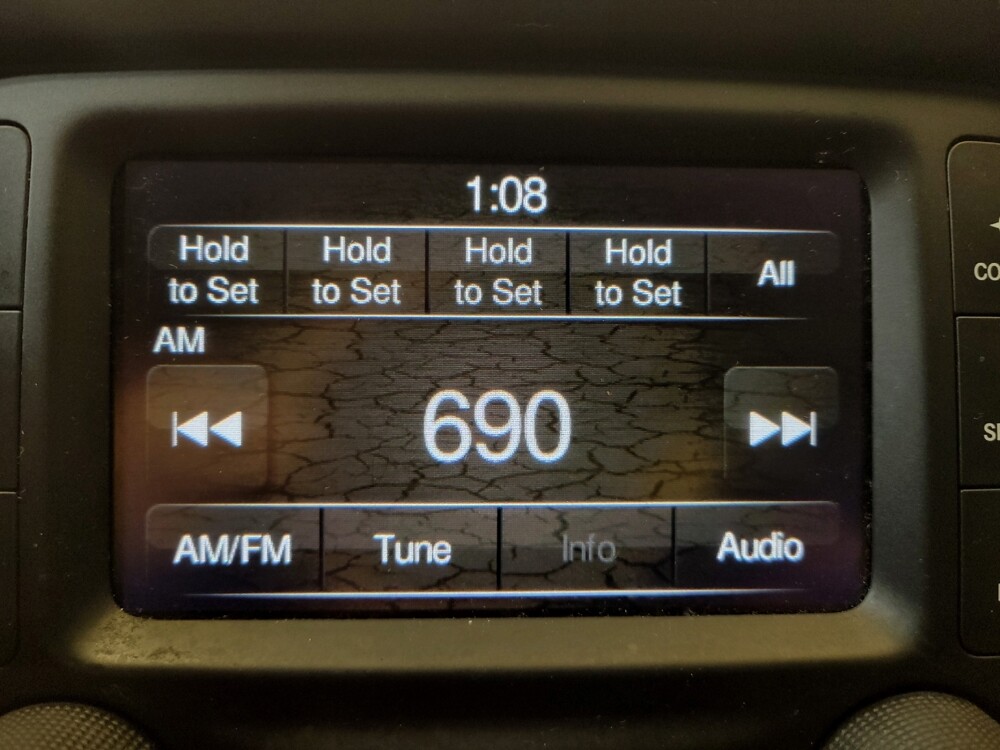 1:08
Hold to Set
Hold to Set
Hold to Set
Hold to Set
All
AM
690
AM/FM
Tune
Info
Audio